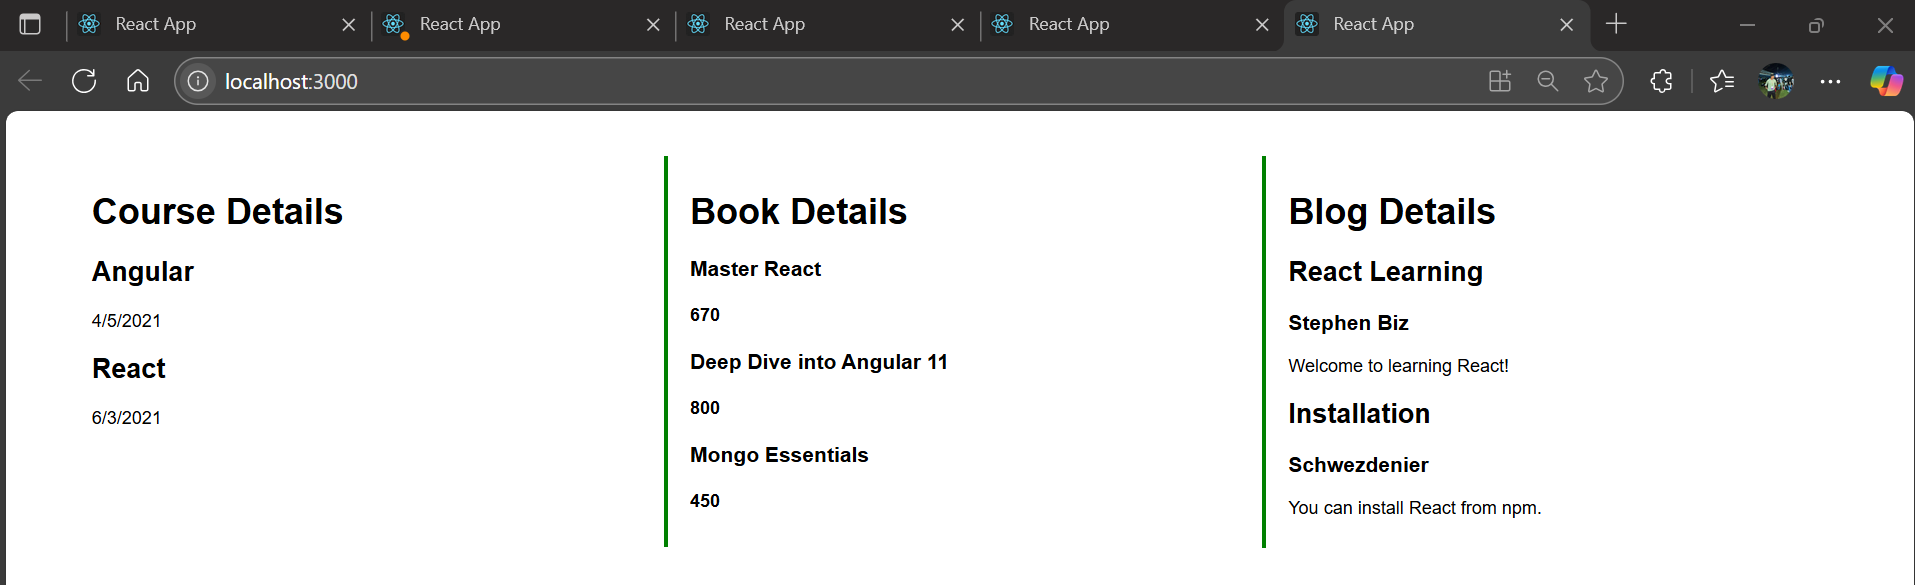 React App
React App
React App
React App
React App
localhost:3000
Course Details
Angular
4/5/2021
React
6/3/2021
Book Details
Master React
670
Deep Dive into Angular 11
800
Mongo Essentials
450
Blog Details
React Learning
Stephen Biz
Welcome to learning React!
Installation
Schwezdenier
You can install React from npm.